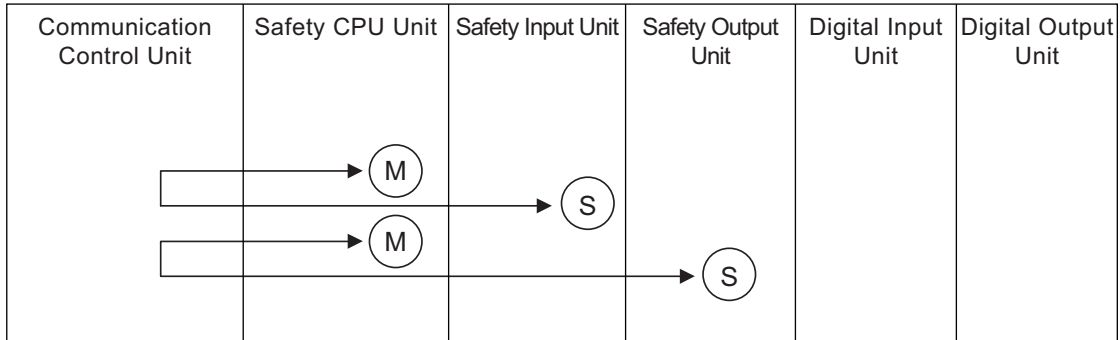 Communication
Control Unit
Safety CPU Unit
Safety Input Unit
Safety Output
Unit
Digital Input
Unit
Digital Output
Unit
M
S
M
S